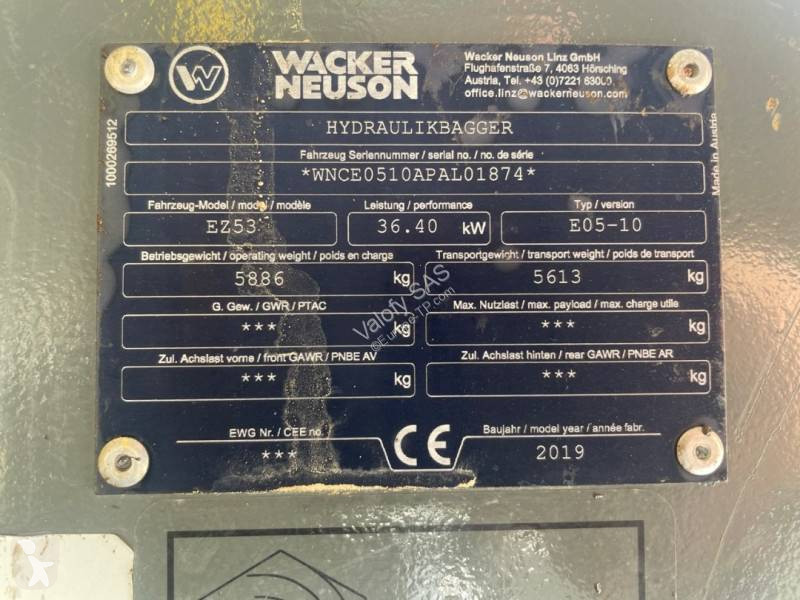 WACKER
NEUSON
Wacker Neuson Linz GmbH
Flughafenstraße 7, 4063 Hörsching
Austria, Tel. +43 (0)7221 63000
office.linz@wackerneuson.com
HYDRAULIKBAGGER
Fahrzeug Seriennummer / serial no. / no. de série
*WNCE0510APAL01874*
Fahrzeug-Model / model / modèle
Leistung / performance
Typ / version
EZ53
36.40 kW
E05-10
Betriebsgewicht / operating weight / poids en charge
Transportgewicht / transport weight / poids de transport
5886 kg
5613 kg
G. Gew. / GWR / PTAC
Max. Nutzlast / max. payload / max. charge utile
*** kg
*** kg
Zul. Achslast vorne / front GAWR / PNBE AV
Zul. Achslast hinten / rear GAWR / PNBE AR
*** kg
*** kg
EWG Nr. / CEE no.
CE
Baujahr / model year / année fabr.
***
2019
1000269512
Made in Austria
Valofy SAS
©Europe-TP.com